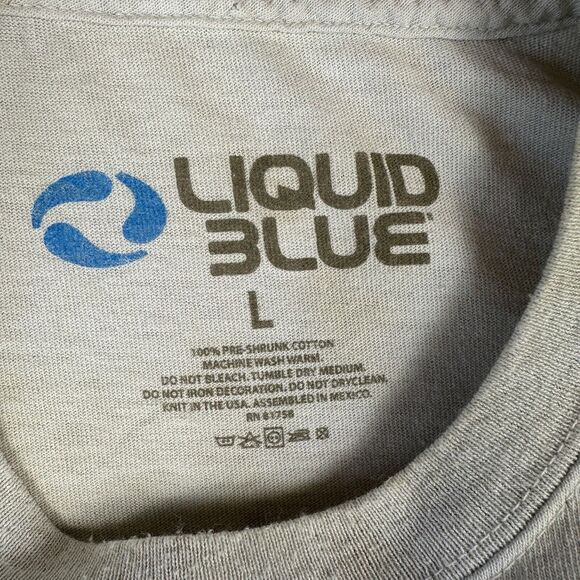 LIQUID
BLUE
L
100% PRE-SHRUNK COTTON
MACHINE WASH WARM.
DO NOT BLEACH. TUMBLE DRY MEDIUM.
DO NOT IRON DECORATION. DO NOT DRYCLEAN.
KNIT IN THE USA. ASSEMBLED IN MEXICO.
RN 61758